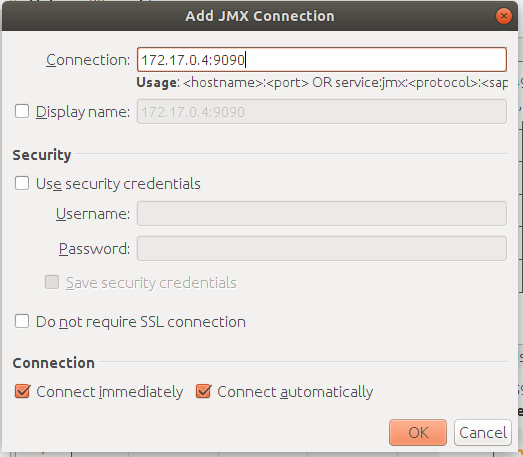 Add JMX Connection
Connection: 172.17.0.4:9090
Usage: <hostname>:<port> OR service:jmx:<protocol>:<sap
Display name: 172.17.0.4:9090
Security
Use security credentials
Username:
Password:
Save security credentials
Do not require SSL connection
Connection
Connect immediately Connect automatically
OK Cancel